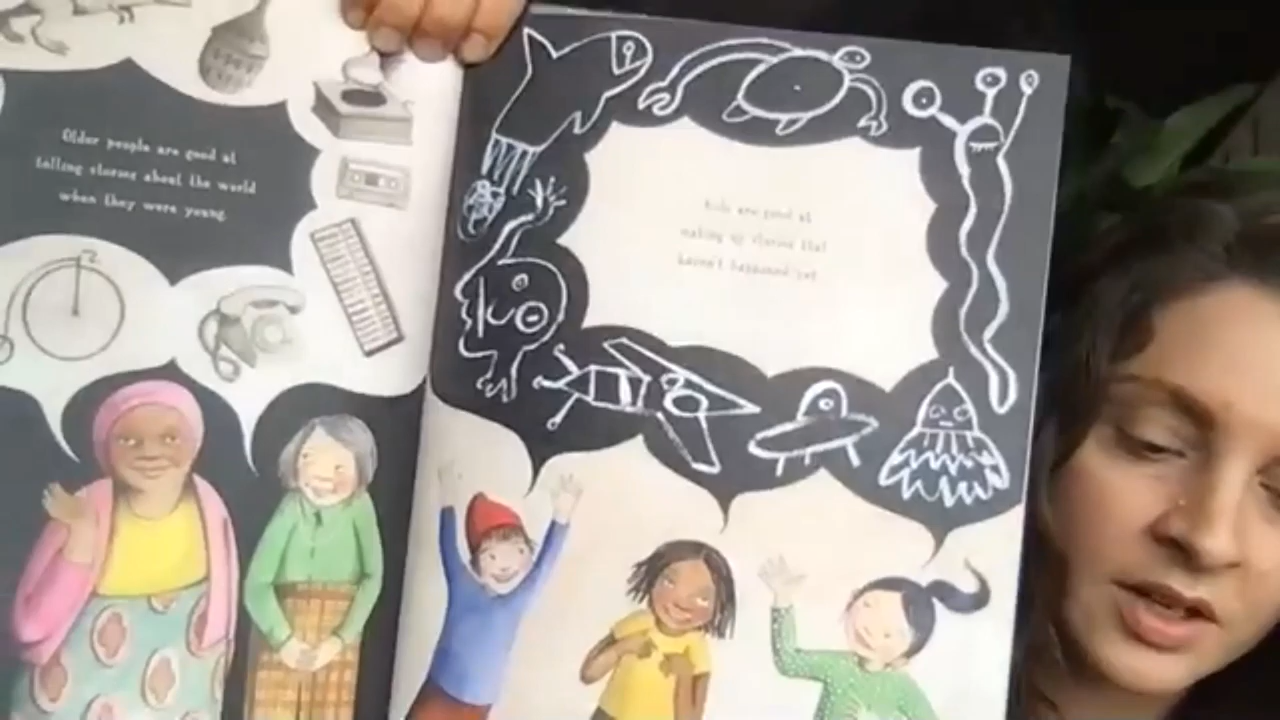 Older people are good at
telling stories about the world
when they were young.
kids are good at
making up stories that
haven't happened yet